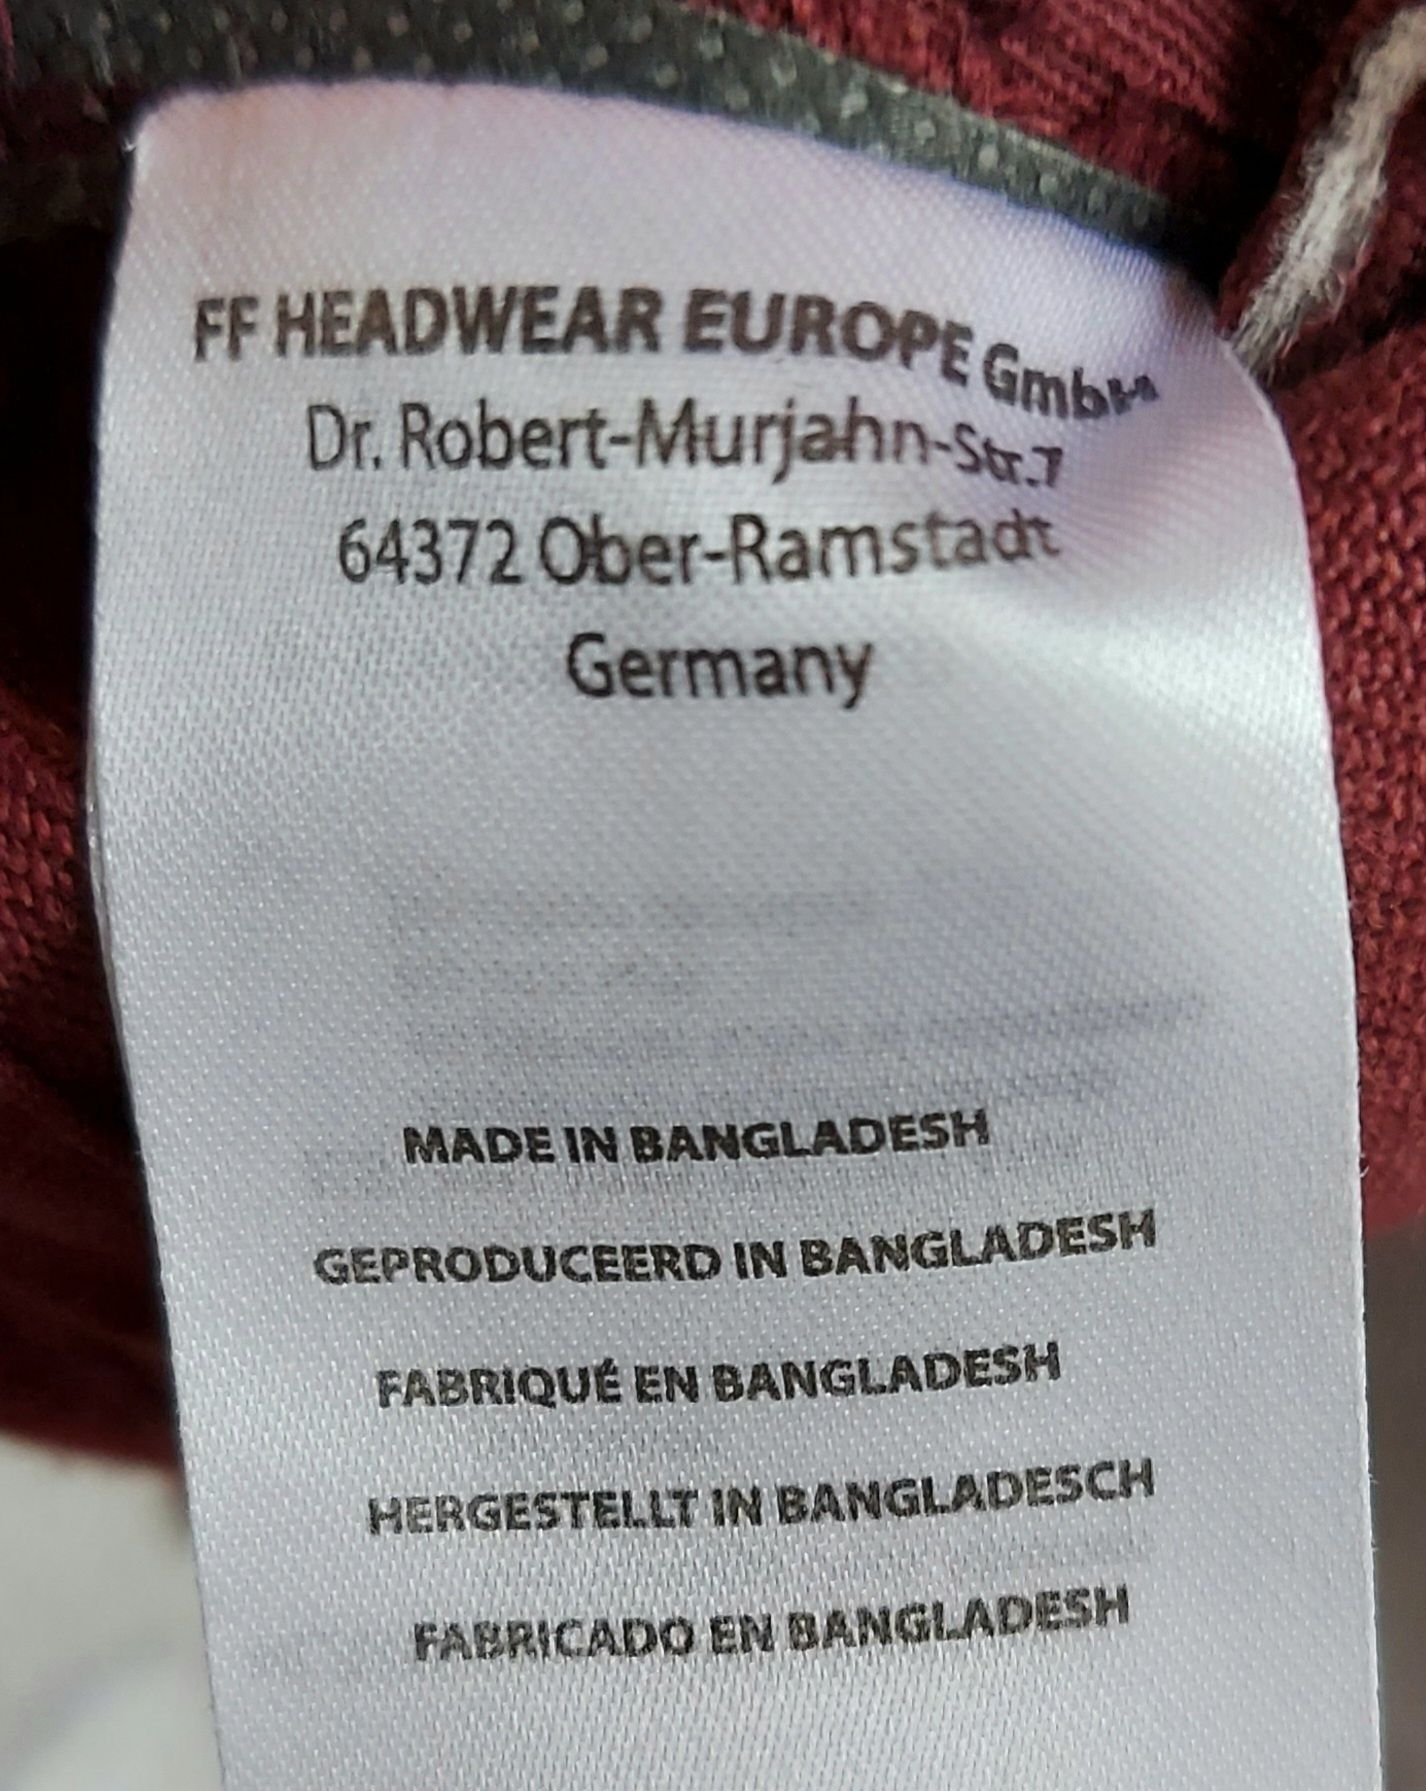 FF HEADWEAR EUROPE GmbH
Dr. Robert-Murjahn-Str.7
64372 Ober-Ramstadt
Germany
MADE IN BANGLADESH
GEPRODUCEERD IN BANGLADESH
FABRIQUÉ EN BANGLADESH
HERGESTELLT IN BANGLADESCH
FABRICADO EN BANGLADESH